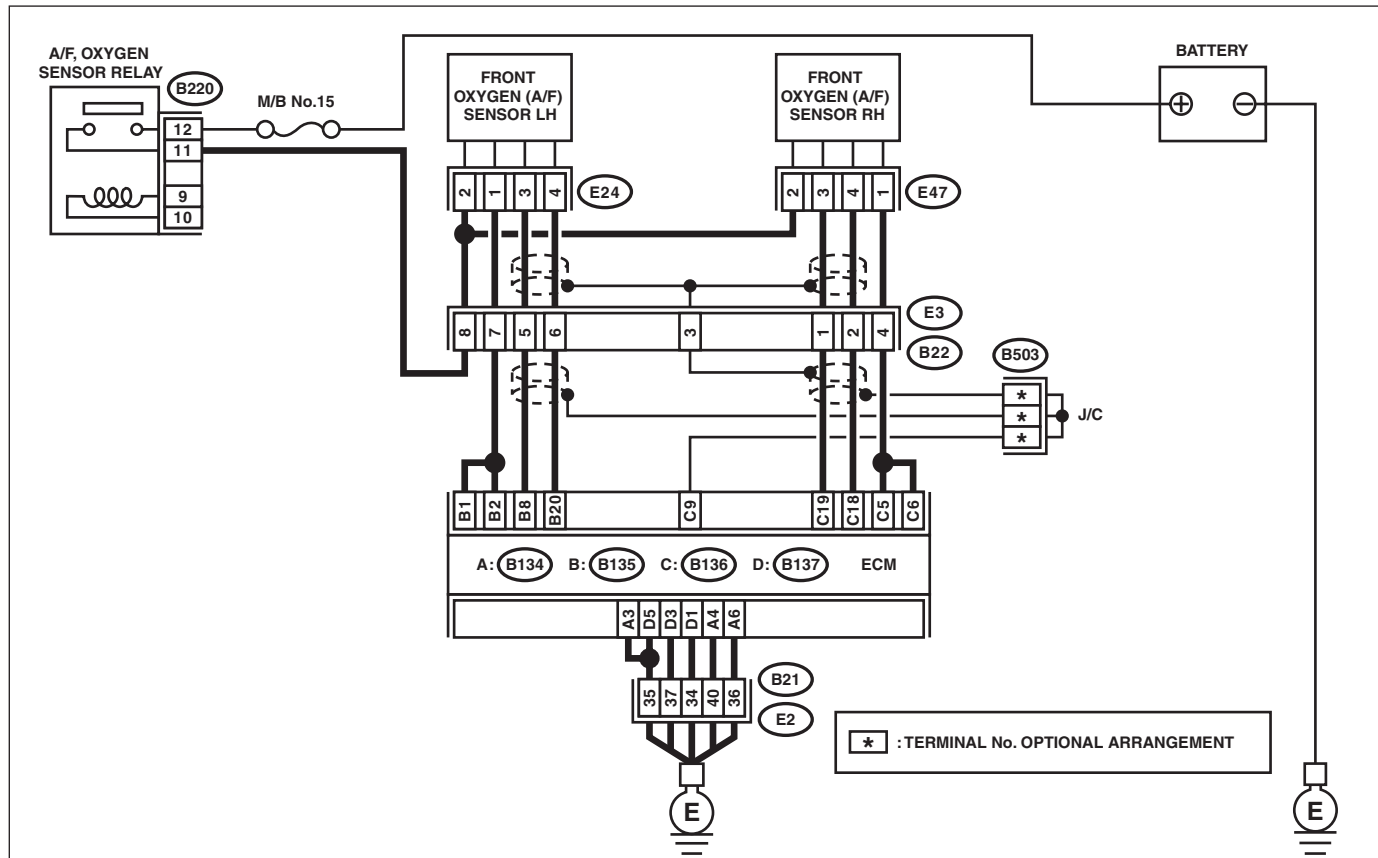 A/F, OXYGEN
SENSOR RELAY
B220
M/B No.15
12
11
9
10
FRONT
OXYGEN (A/F)
SENSOR LH
FRONT
OXYGEN (A/F)
SENSOR RH
BATTERY
2 1 3 4
E24
2 3 4 1
E47
8 7 5 6 3 1 2 4
E3
B22
B503
*
*
*
J/C
B1 B2 B8 B20 C9 C19 C18 C5 C6
A: B134 B: B135 C: B136 D: B137 ECM
A3 D5 D3 D1 A4 A6
35 37 34 40 36
B21
E2
* : TERMINAL No. OPTIONAL ARRANGEMENT
E
E